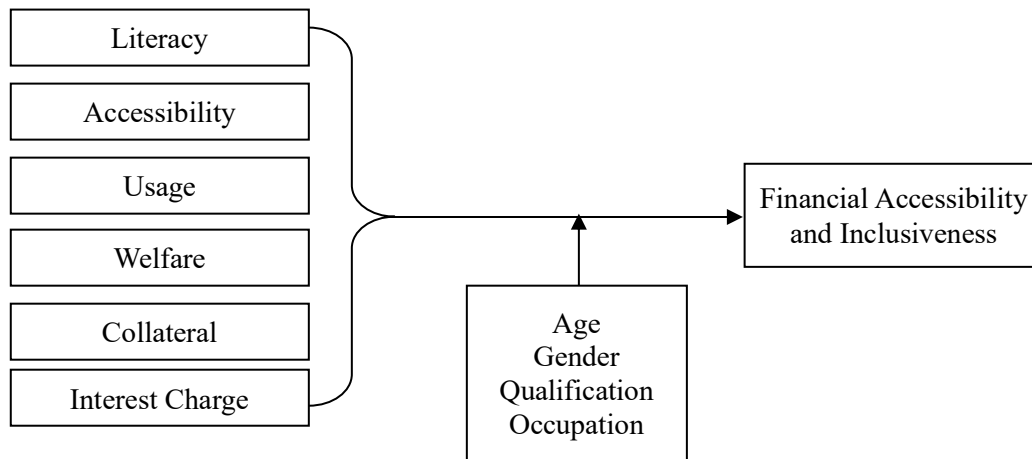 Literacy
Accessibility
Usage
Welfare
Collateral
Interest Charge
Financial Accessibility
and Inclusiveness
Age
Gender
Qualification
Occupation